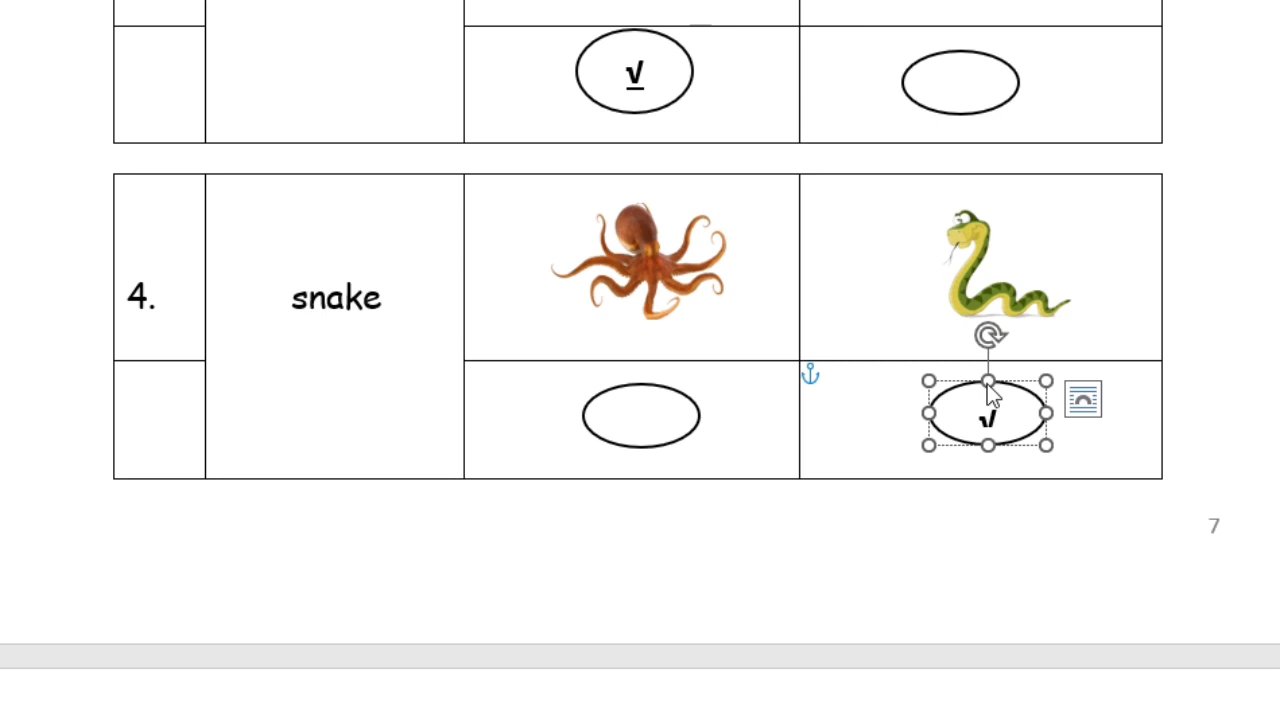 √
4.
snake
√
7